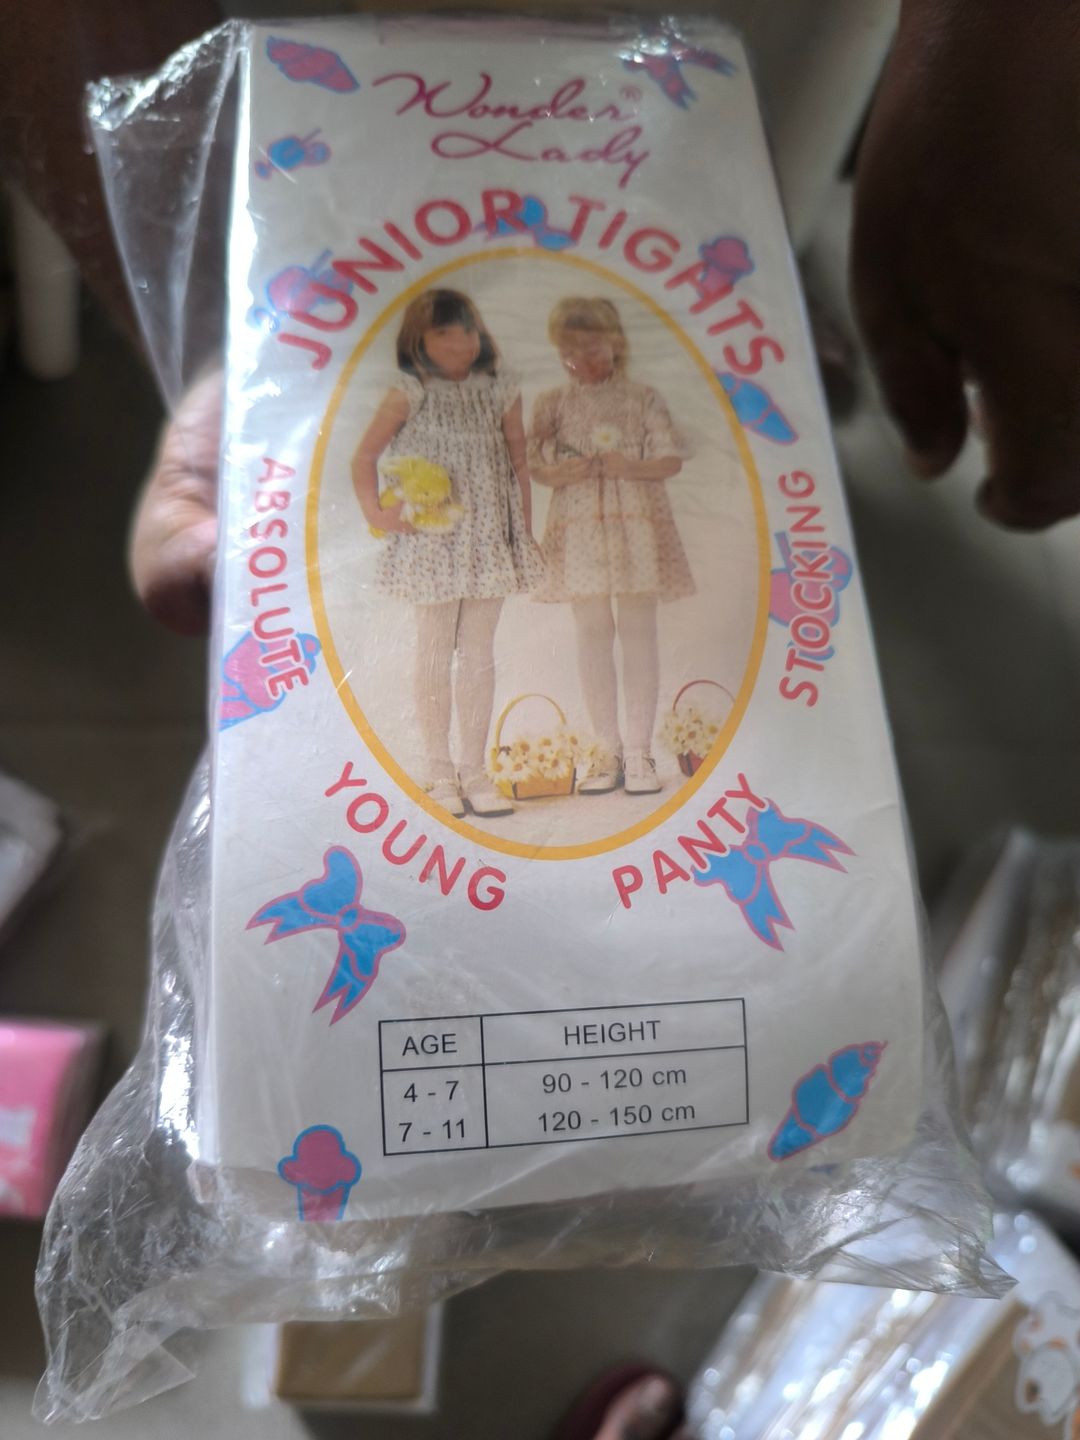 Wonder®
Lady
JUNIOR TIGHTS
ABSOLUTE
STOCKING
YOUNG PANTY
AGE HEIGHT
4 - 7 90 - 120 cm
7 - 11 120 - 150 cm